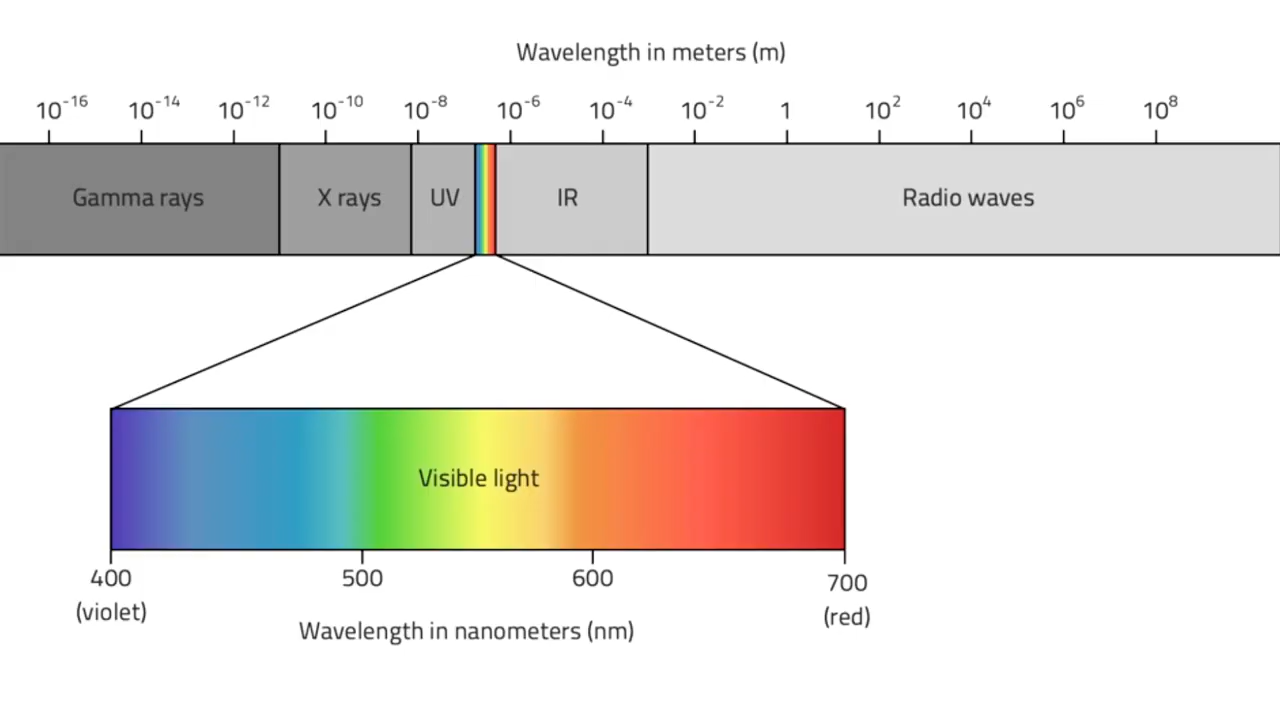 Wavelength in meters (m)
10⁻¹⁶ 10⁻¹⁴ 10⁻¹² 10⁻¹⁰ 10⁻⁸ 10⁻⁶ 10⁻⁴ 10⁻² 1 10² 10⁴ 10⁶ 10⁸
Gamma rays X rays UV IR Radio waves
Visible light
400 500 600 700
(violet) (red)
Wavelength in nanometers (nm)